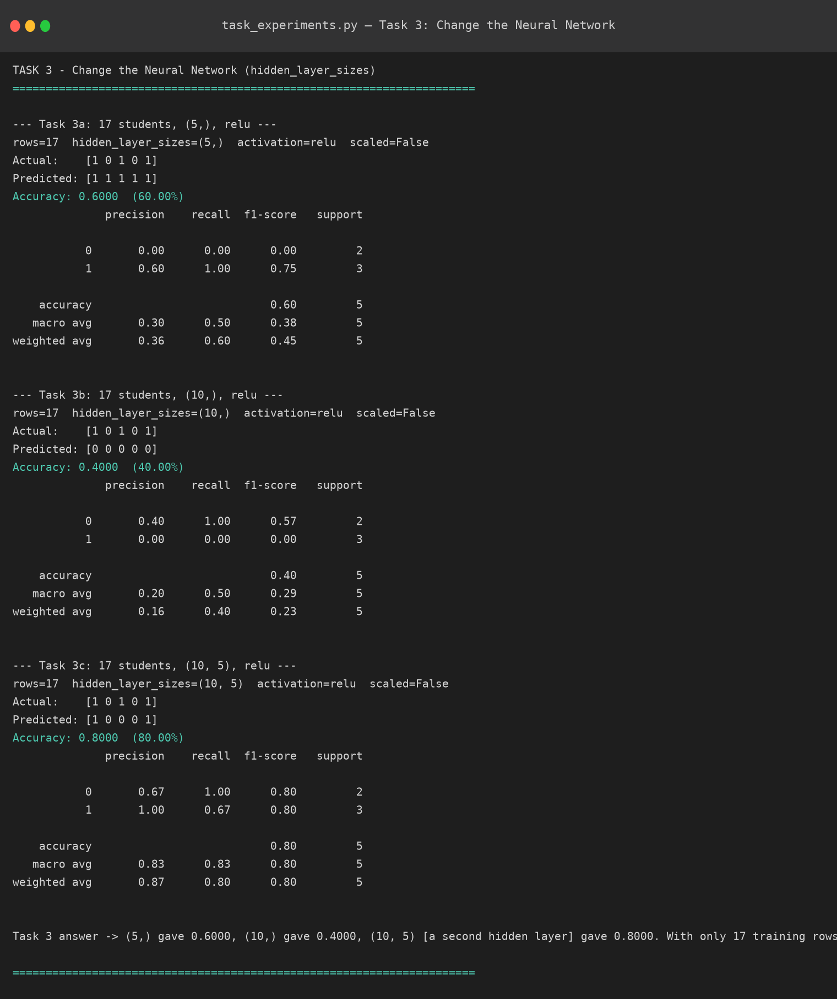 task_experiments.py — Task 3: Change the Neural Network
TASK 3 - Change the Neural Network (hidden_layer_sizes)
======================================================================
--- Task 3a: 17 students, (5,), relu ---
rows=17  hidden_layer_sizes=(5,)  activation=relu  scaled=False
Actual:    [1 0 1 0 1]
Predicted: [1 1 1 1 1]
Accuracy: 0.6000  (60.00%)
              precision    recall  f1-score   support
           0       0.00      0.00      0.00         2
           1       0.60      1.00      0.75         3
    accuracy                           0.60         5
   macro avg       0.30      0.50      0.38         5
weighted avg       0.36      0.60      0.45         5
--- Task 3b: 17 students, (10,), relu ---
rows=17  hidden_layer_sizes=(10,)  activation=relu  scaled=False
Actual:    [1 0 1 0 1]
Predicted: [0 0 0 0 0]
Accuracy: 0.4000  (40.00%)
              precision    recall  f1-score   support
           0       0.40      1.00      0.57         2
           1       0.00      0.00      0.00         3
    accuracy                           0.40         5
   macro avg       0.20      0.50      0.29         5
weighted avg       0.16      0.40      0.23         5
--- Task 3c: 17 students, (10, 5), relu ---
rows=17  hidden_layer_sizes=(10, 5)  activation=relu  scaled=False
Actual:    [1 0 1 0 1]
Predicted: [1 0 0 0 1]
Accuracy: 0.8000  (80.00%)
              precision    recall  f1-score   support
           0       0.67      1.00      0.80         2
           1       1.00      0.67      0.80         3
    accuracy                           0.80         5
   macro avg       0.83      0.83      0.80         5
weighted avg       0.87      0.80      0.80         5
Task 3 answer -> (5,) gave 0.6000, (10,) gave 0.4000, (10, 5) [a second hidden layer] gave 0.8000. With only 17 training rows
======================================================================